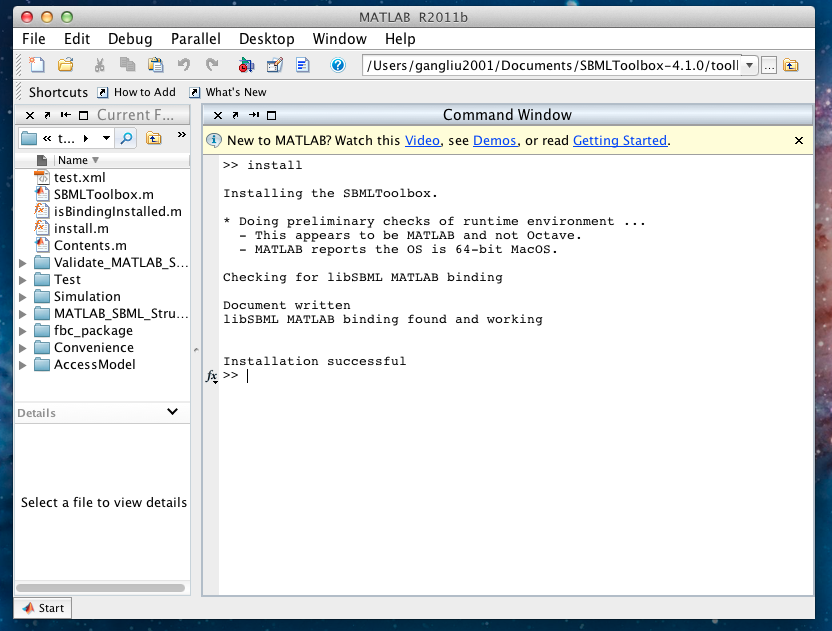 MATLAB R2011b
File Edit Debug Parallel Desktop Window Help
/Users/gangliu2001/Documents/SBMLToolbox-4.1.0/tool
...
Shortcuts How to Add What's New
Current F...
« t...
»
Name
test.xml
SBMLToolbox.m
isBindingInstalled.m
install.m
Contents.m
Validate_MATLAB_S...
Test
Simulation
MATLAB_SBML_Stru...
fbc_package
Convenience
AccessModel
Details
Select a file to view details
Command Window
New to MATLAB? Watch this Video, see Demos, or read Getting Started.
>> install
Installing the SBMLToolbox.
* Doing preliminary checks of runtime environment ...
- This appears to be MATLAB and not Octave.
- MATLAB reports the OS is 64-bit MacOS.
Checking for libSBML MATLAB binding
Document written
libSBML MATLAB binding found and working
Installation successful
fx >>
Start